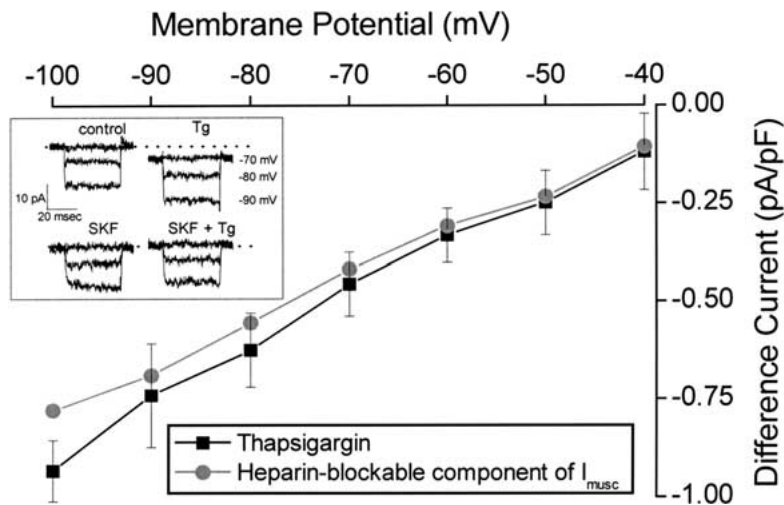 Membrane Potential (mV)
-100 -90 -80 -70 -60 -50 -40
0.00
-0.25
-0.50
-0.75
-1.00
Difference Current (pA/pF)
control Tg
-70 mV
-80 mV
-90 mV
10 pA
20 msec
SKF SKF + Tg
Thapsigargin
Heparin-blockable component of Imusc